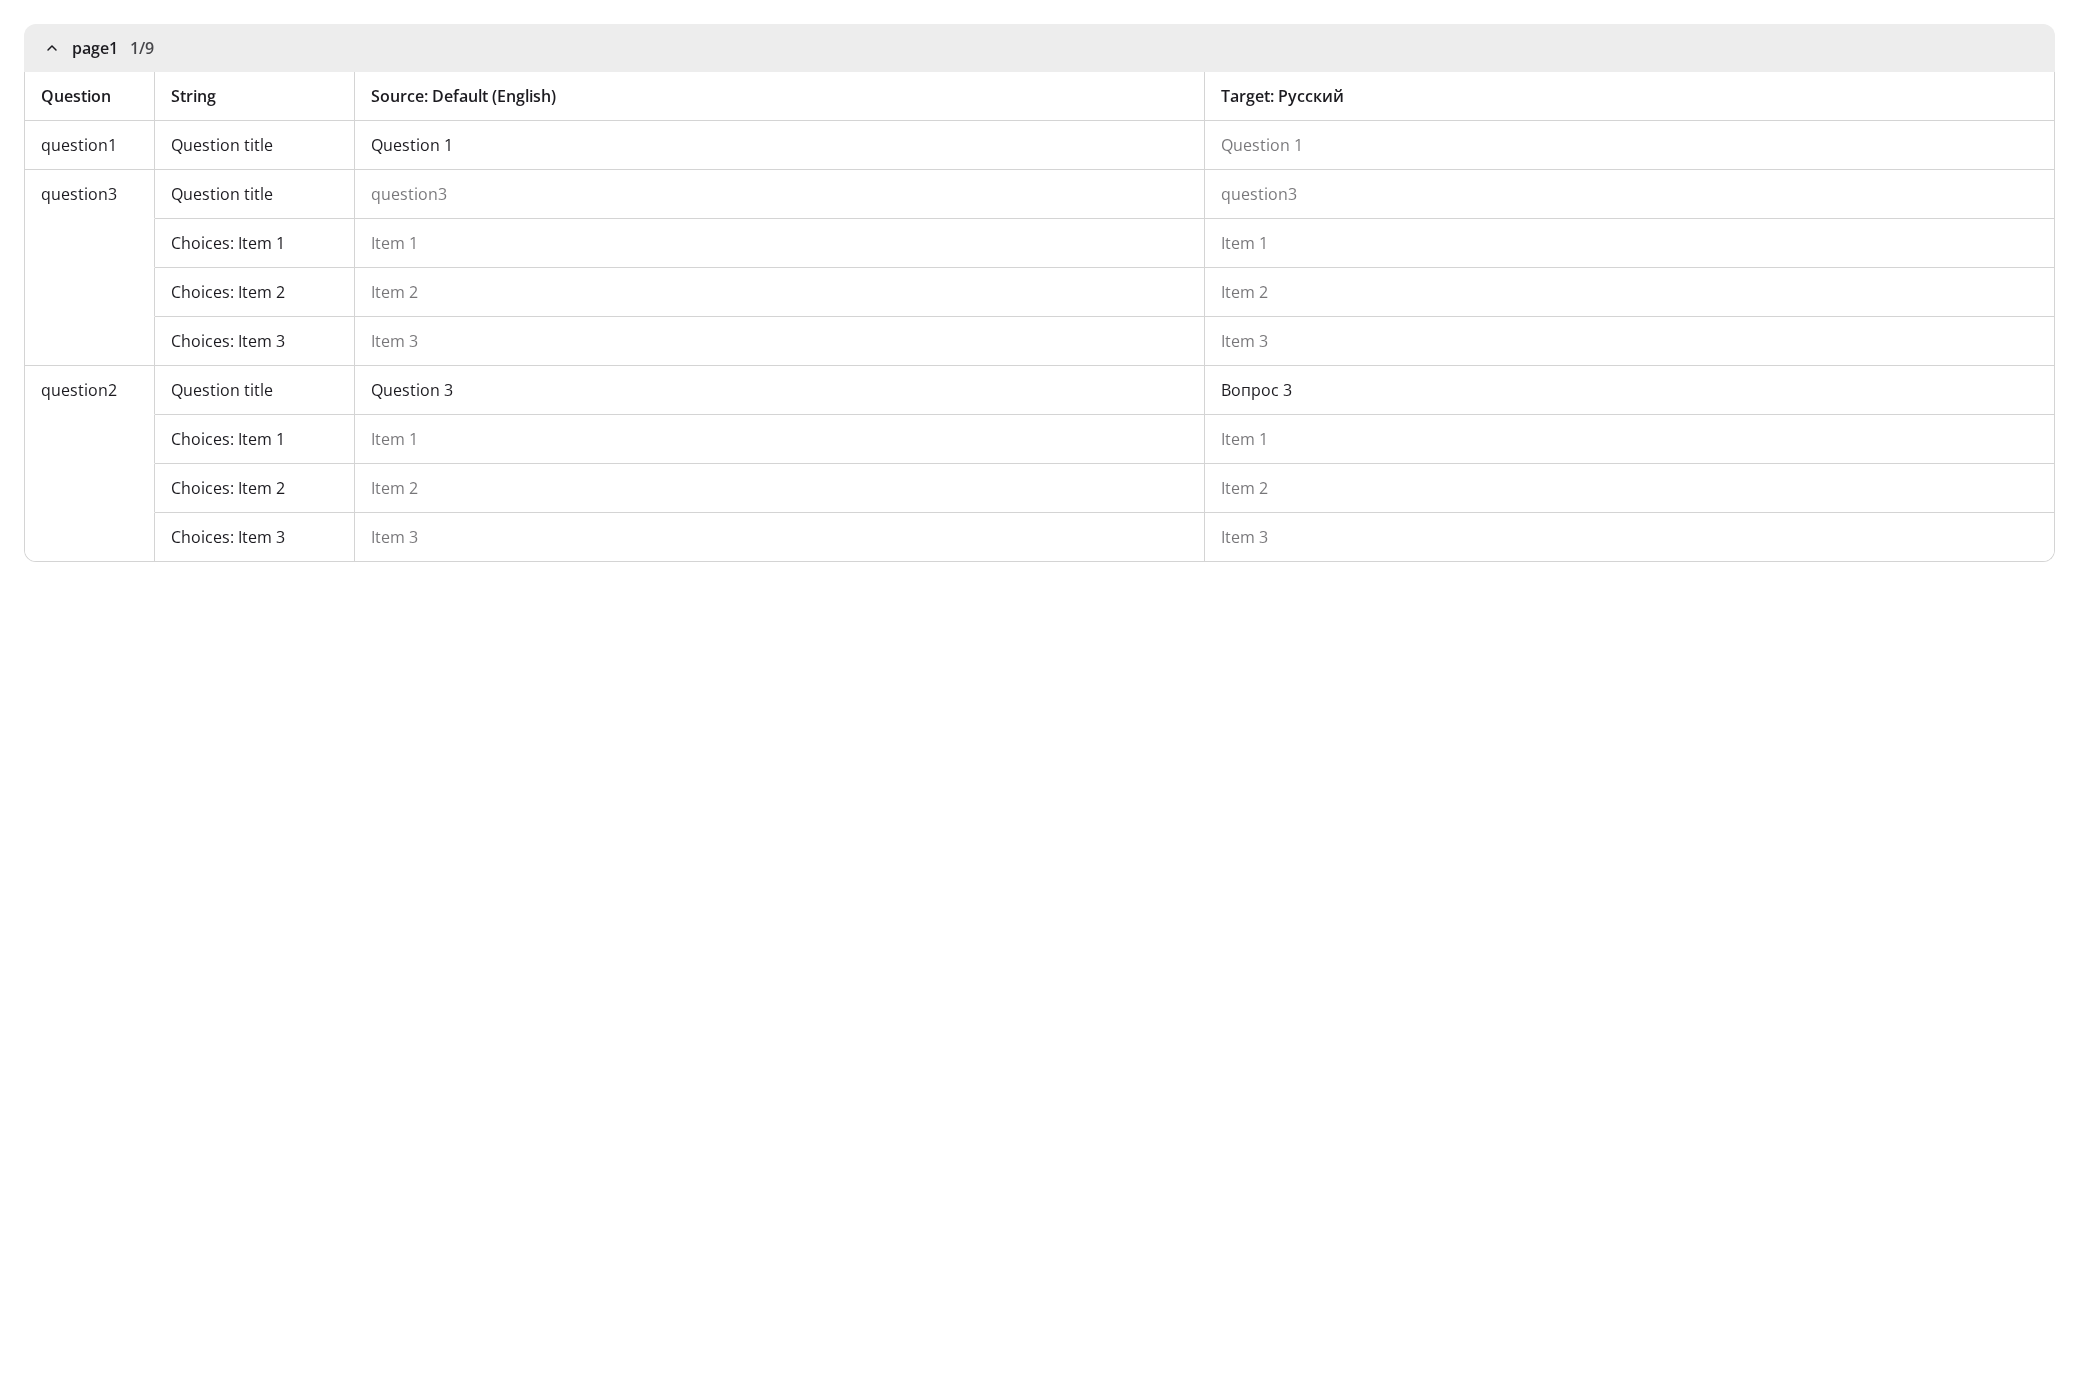 page1 1/9
Question String Source: Default (English) Target: Русский
question1 Question title Question 1 Question 1
question3 Question title question3 question3
Choices: Item 1 Item 1 Item 1
Choices: Item 2 Item 2 Item 2
Choices: Item 3 Item 3 Item 3
question2 Question title Question 3 Вопрос 3
Choices: Item 1 Item 1 Item 1
Choices: Item 2 Item 2 Item 2
Choices: Item 3 Item 3 Item 3